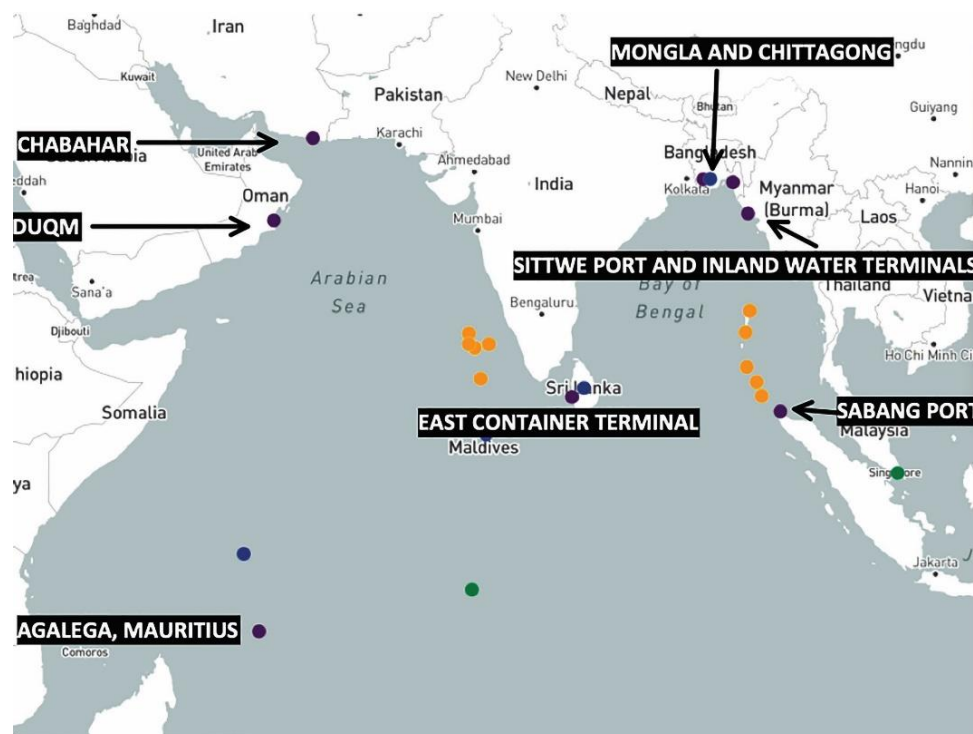 Baghdad
Iran
MONGLA AND CHITTAGONG
ngdu
Kuwait
New Delhi
Nepal
Bhutan
Pakistan
Guiyang
CHABAHAR
Karachi
United Arab
Emirates
Ahmedabad
Bangladesh
Nannin
eddah
Oman
India
Kolkata
Myanmar
(Burma)
Hanoi
Laos
DUQM
Mumbai
SITTWE PORT AND INLAND WATER TERMINALS
trea
Sana'a
Arabian
Sea
Bay of
Bengal
Thailand
Vietna
Bengaluru
Djibouti
Ho Chi Minh Ci
hiopia
Sri Lanka
Somalia
EAST CONTAINER TERMINAL
SABANG PORT
Malaysia
Maldives
Singapore
ya
Jakarta
J
AGALEGA, MAURITIUS
Comoros